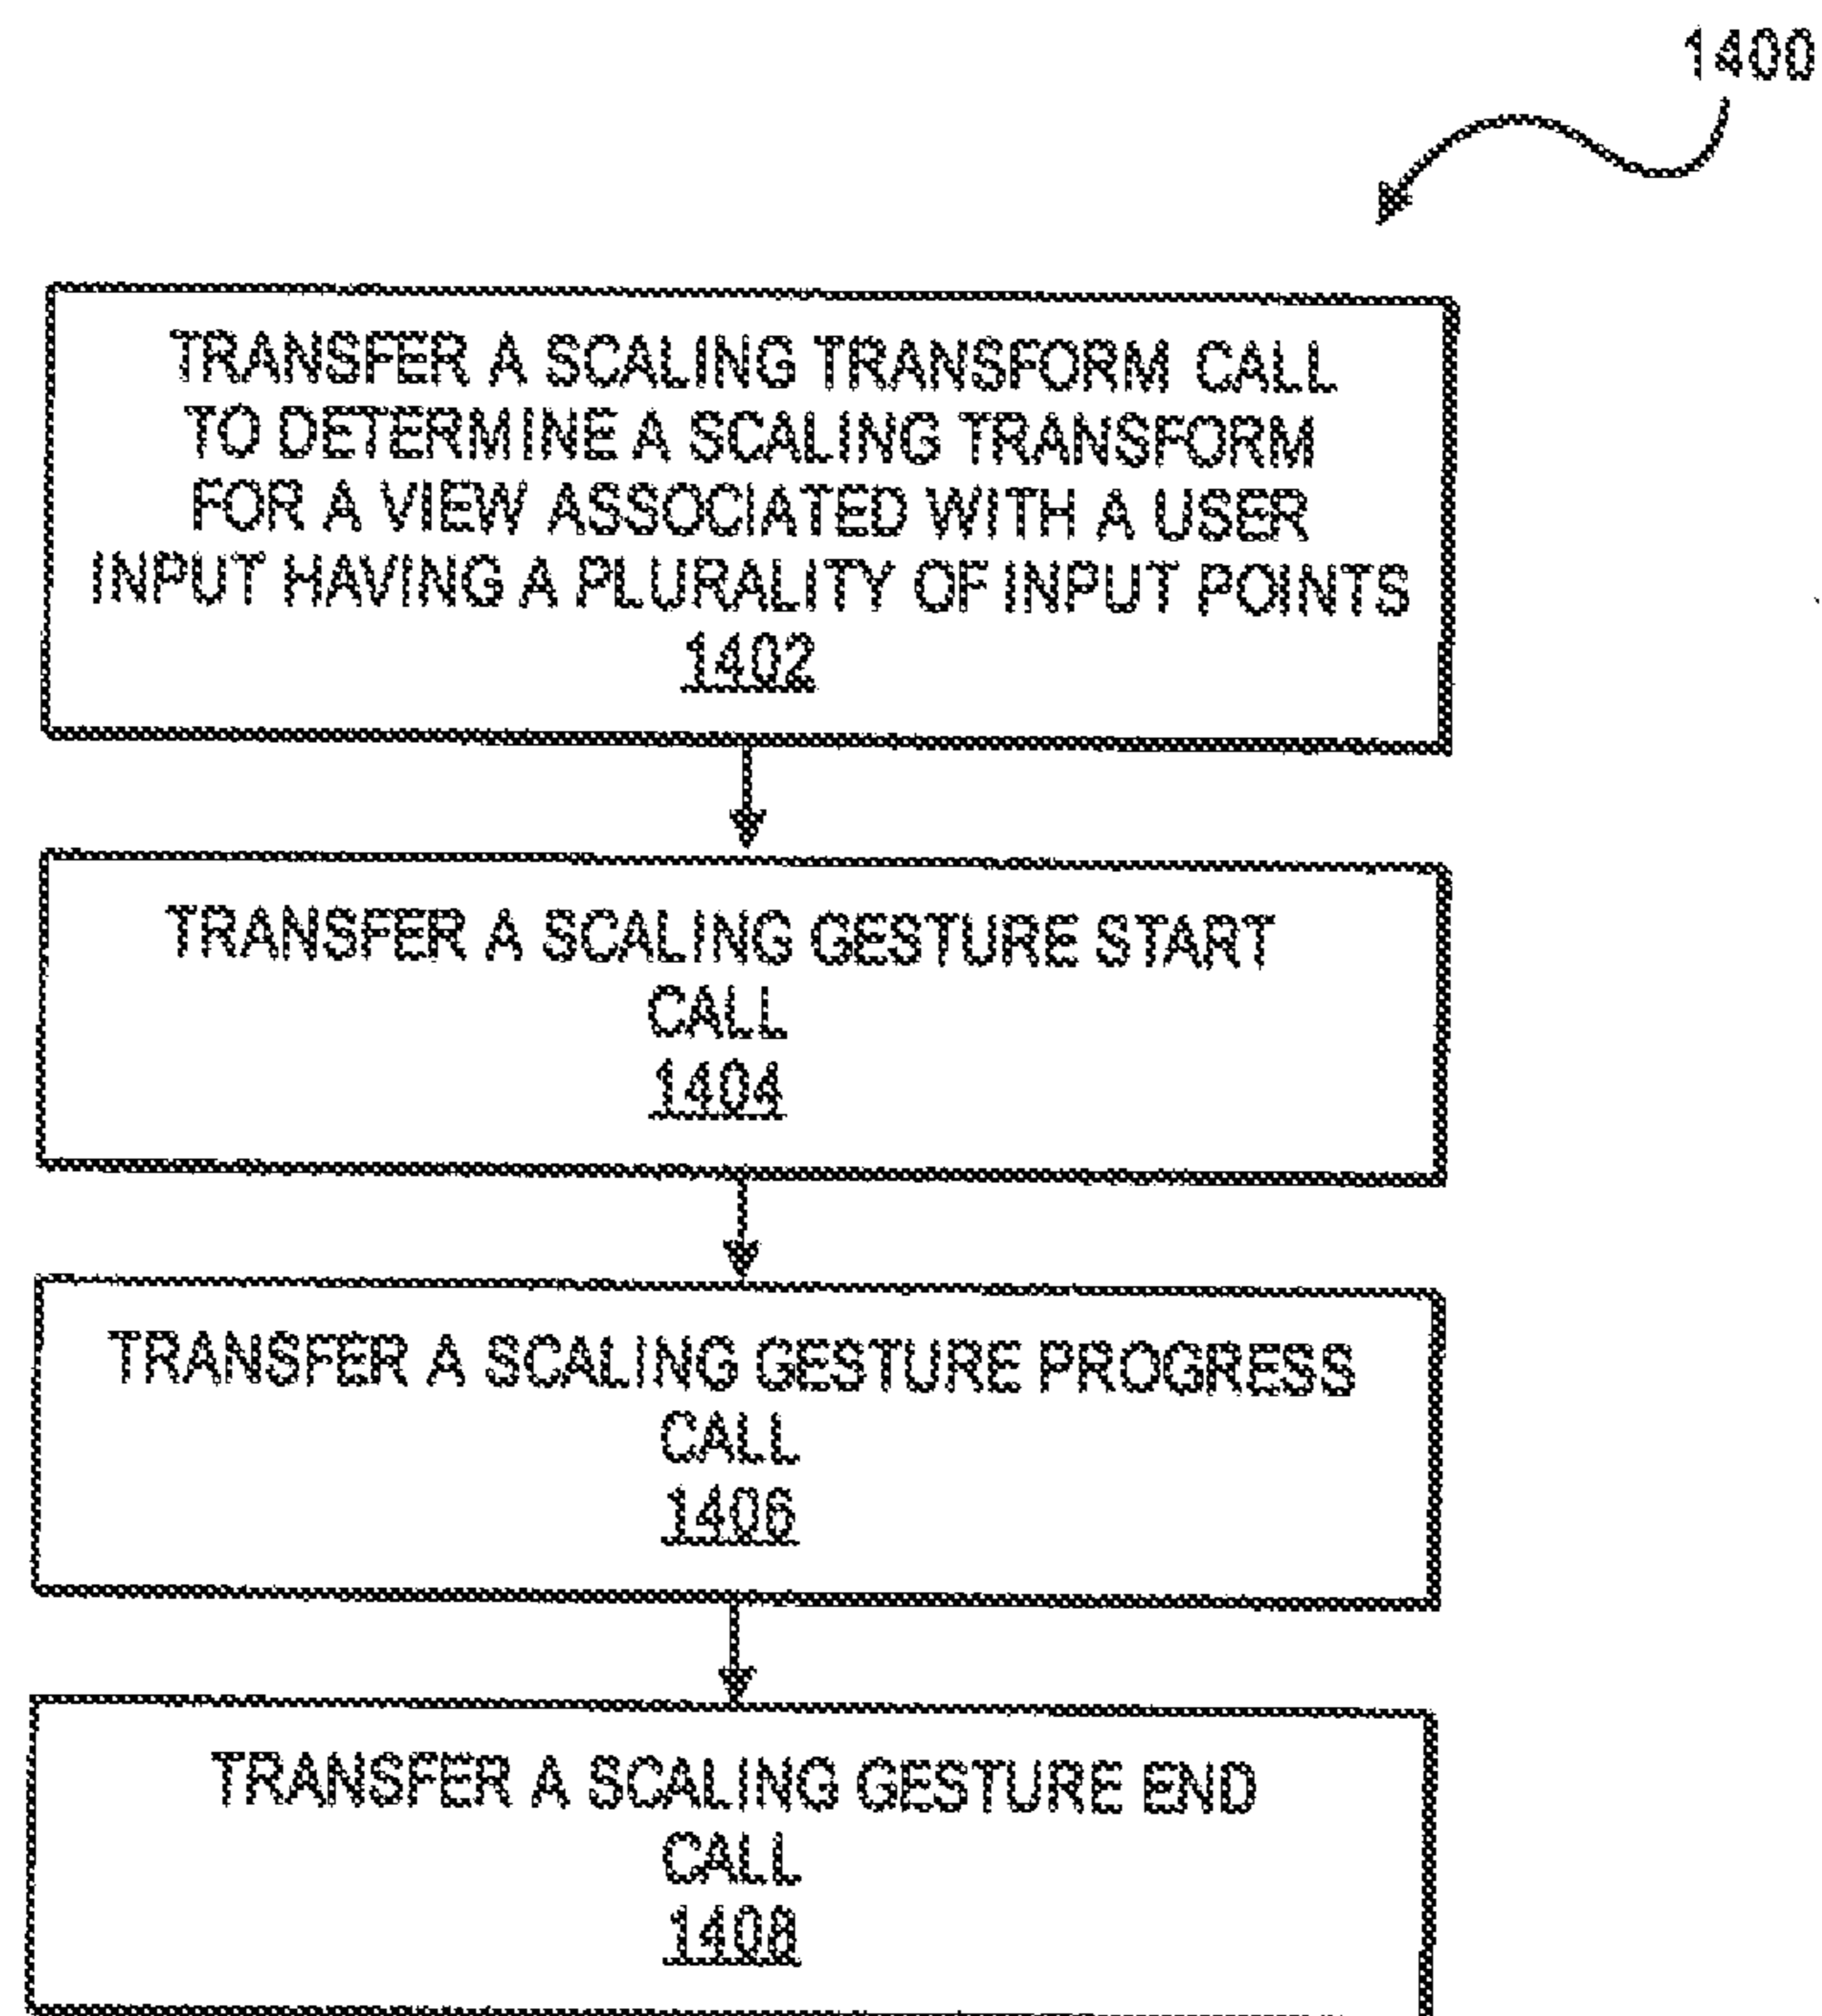 1400
TRANSFER A SCALING TRANSFORM CALL
TO DETERMINE A SCALING TRANSFORM
FOR A VIEW ASSOCIATED WITH A USER
INPUT HAVING A PLURALITY OF INPUT POINTS
1402
TRANSFER A SCALING GESTURE START
CALL
1404
TRANSFER A SCALING GESTURE PROGRESS
CALL
1406
TRANSFER A SCALING GESTURE END
CALL
1408